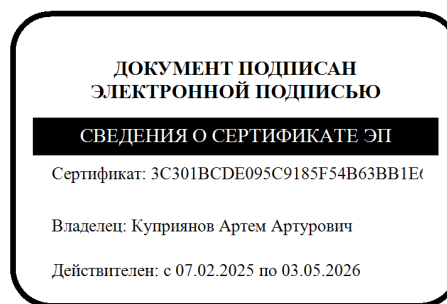 ДОКУМЕНТ ПОДПИСАН
ЭЛЕКТРОННОЙ ПОДПИСЬЮ
СВЕДЕНИЯ О СЕРТИФИКАТЕ ЭП
Сертификат: 3C301BCDE095C9185F54B63BB1E
Владелец: Куприянов Артем Артурович
Действителен: с 07.02.2025 по 03.05.2026